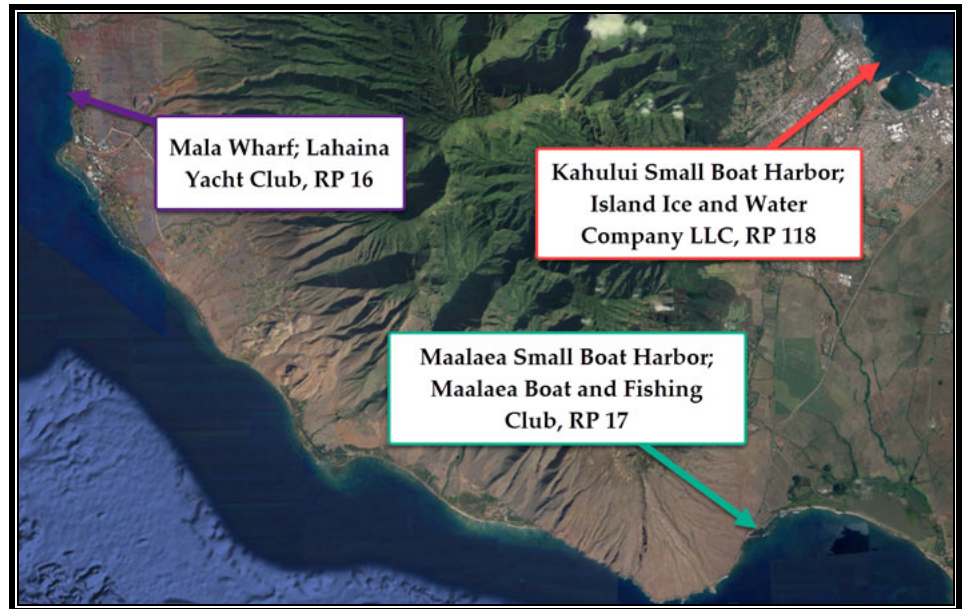 Mala Wharf; Lahaina
Yacht Club, RP 16
Kahului Small Boat Harbor;
Island Ice and Water
Company LLC, RP 118
Maalaea Small Boat Harbor;
Maalaea Boat and Fishing
Club, RP 17